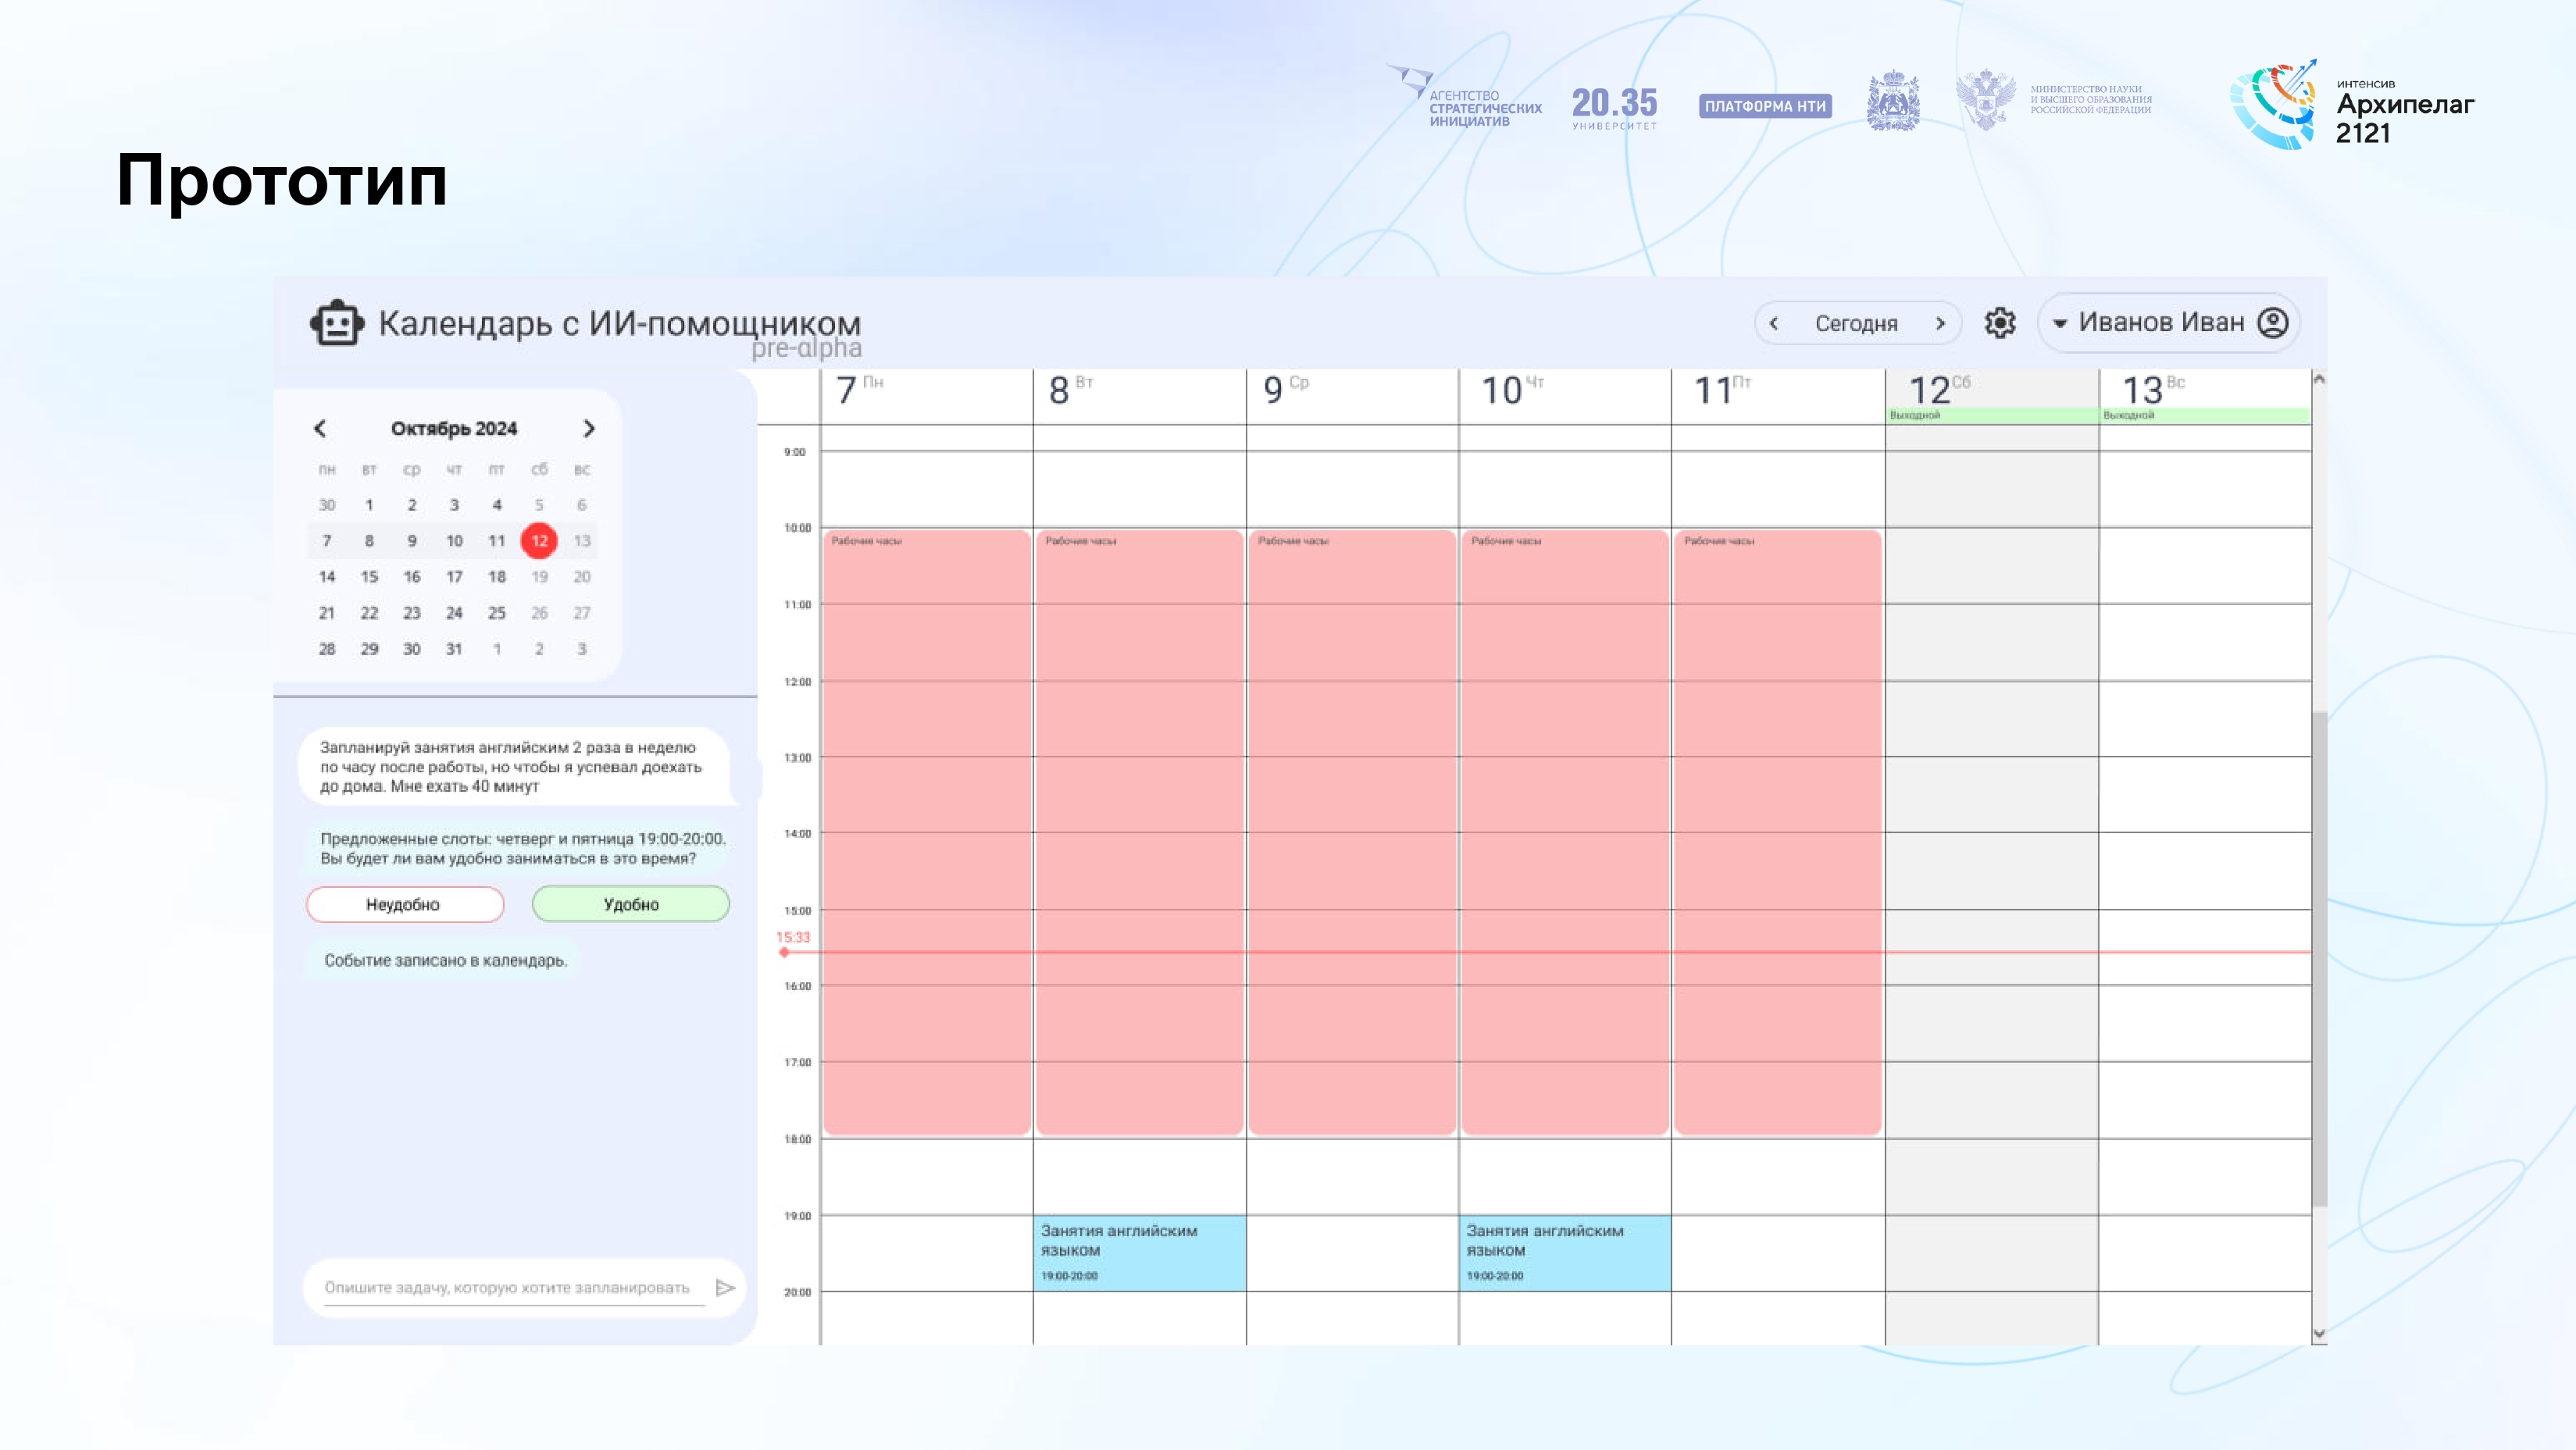 АГЕНТСТВО
СТРАТЕГИЧЕСКИХ
ИНИЦИАТИВ
20.35
УНИВЕРСИТЕТ
ПЛАТФОРМА НТИ
МИНИСТЕРСТВО НАУКИ
И ВЫСШЕГО ОБРАЗОВАНИЯ
РОССИЙСКОЙ ФЕДЕРАЦИИ
интенсив
Архипелаг
2121
Прототип
Календарь с ИИ-помощником
pre-alpha
Сегодня
Иванов Иван
Октябрь 2024
пн вт ср чт пт сб вс
30 1 2 3 4 5 6
7 8 9 10 11 12 13
14 15 16 17 18 19 20
21 22 23 24 25 26 27
28 29 30 31 1 2 3
Запланируй занятия английским 2 раза в неделю
по часу после работы, но чтобы я успевал доехать
до дома. Мне ехать 40 минут
Предложенные слоты: четверг и пятница 19:00-20:00.
Вы будет ли вам удобно заниматься в это время?
Неудобно Удобно
Событие записано в календарь.
Опишите задачу, которую хотите запланировать
7 Пн 8 Вт 9 Ср 10 Чт 11 Пт 12 Сб 13 Вс
Выходной Выходной
9:00
10:00
Рабочие часы Рабочие часы Рабочие часы Рабочие часы Рабочие часы
11:00
12:00
13:00
14:00
15:00
15:33
16:00
17:00
18:00
19:00
Занятия английским
языком
19:00-20:00
Занятия английским
языком
19:00-20:00
20:00